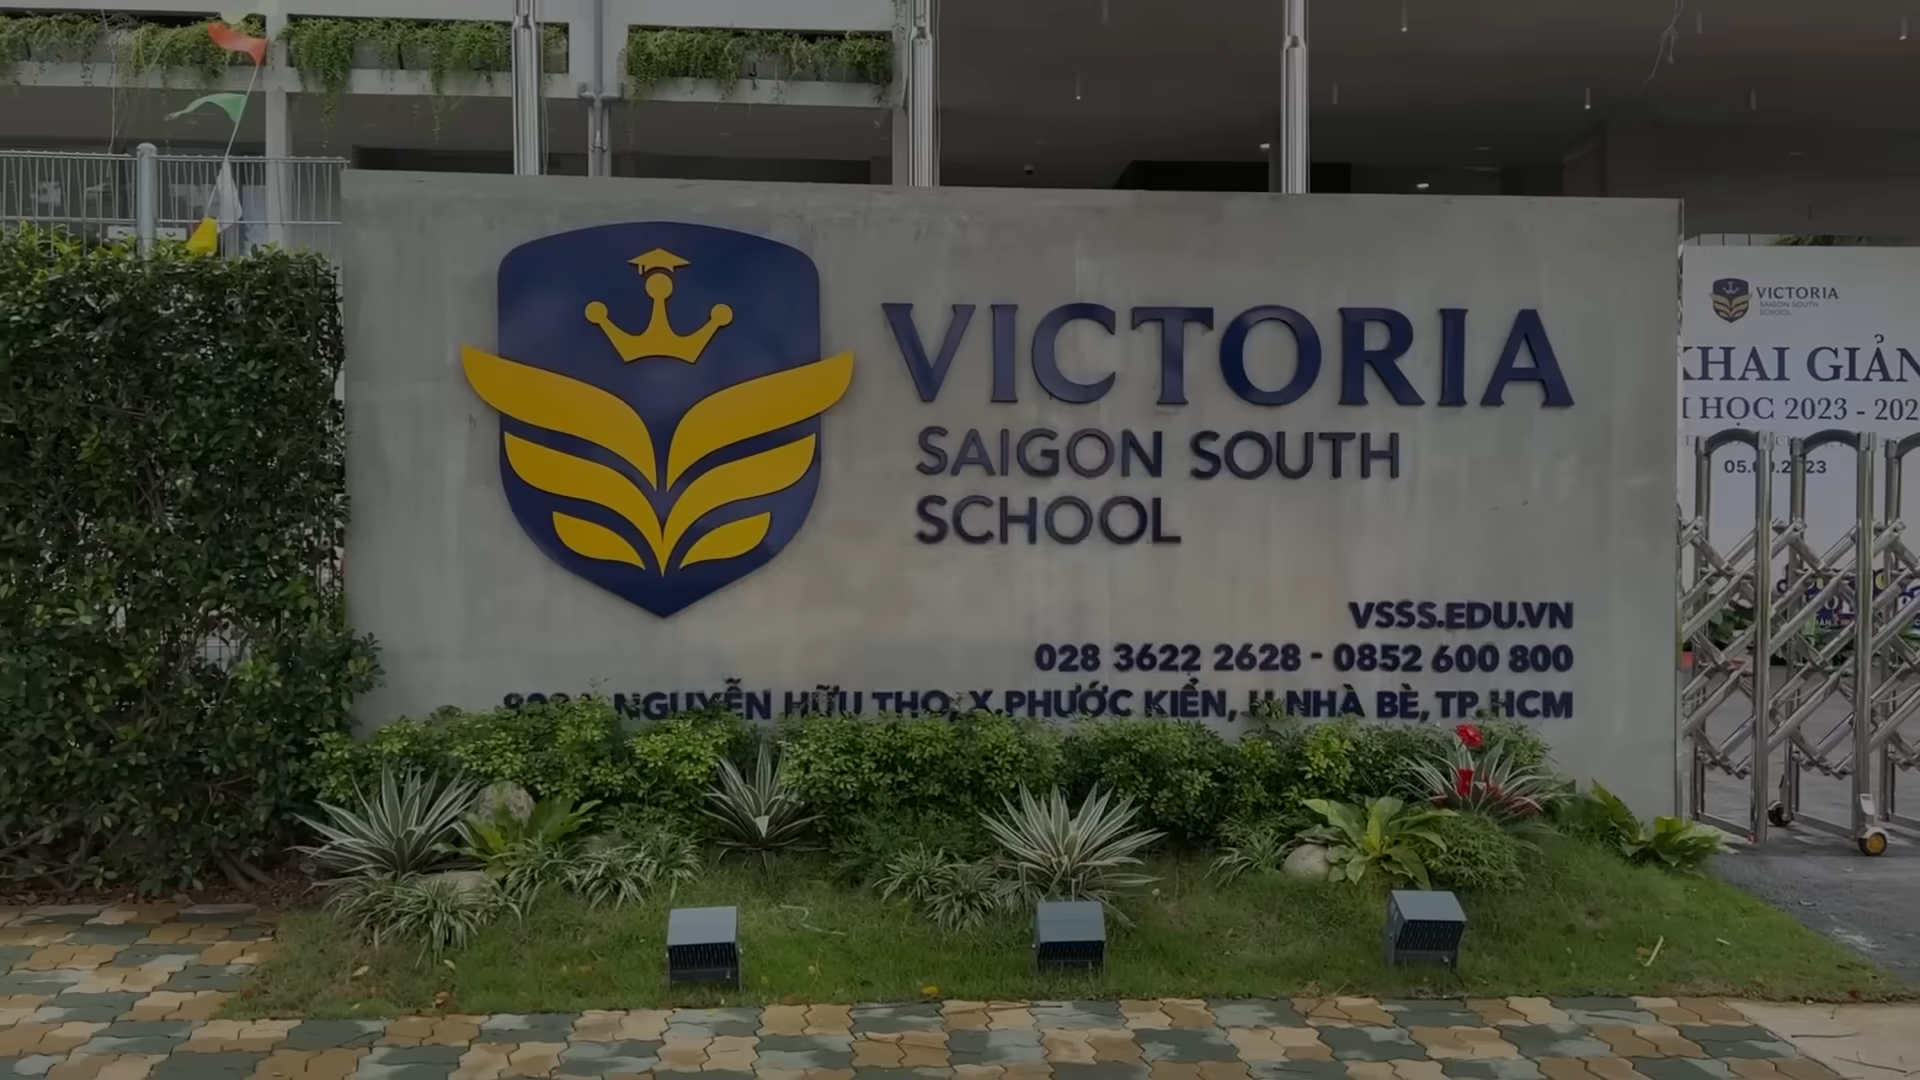 VICTORIA
SAIGON SOUTH
SCHOOL
VSSS.EDU.VN
028 3622 2628 - 0852 600 800
NGUYỄN HỮU THỌ, X.PHƯỚC KIỂN, H.NHÀ BÈ, TP.HCM
VICTORIA
SAIGON SOUTH
SCHOOL
KHAI GIẢN
HỌC 2023 - 202